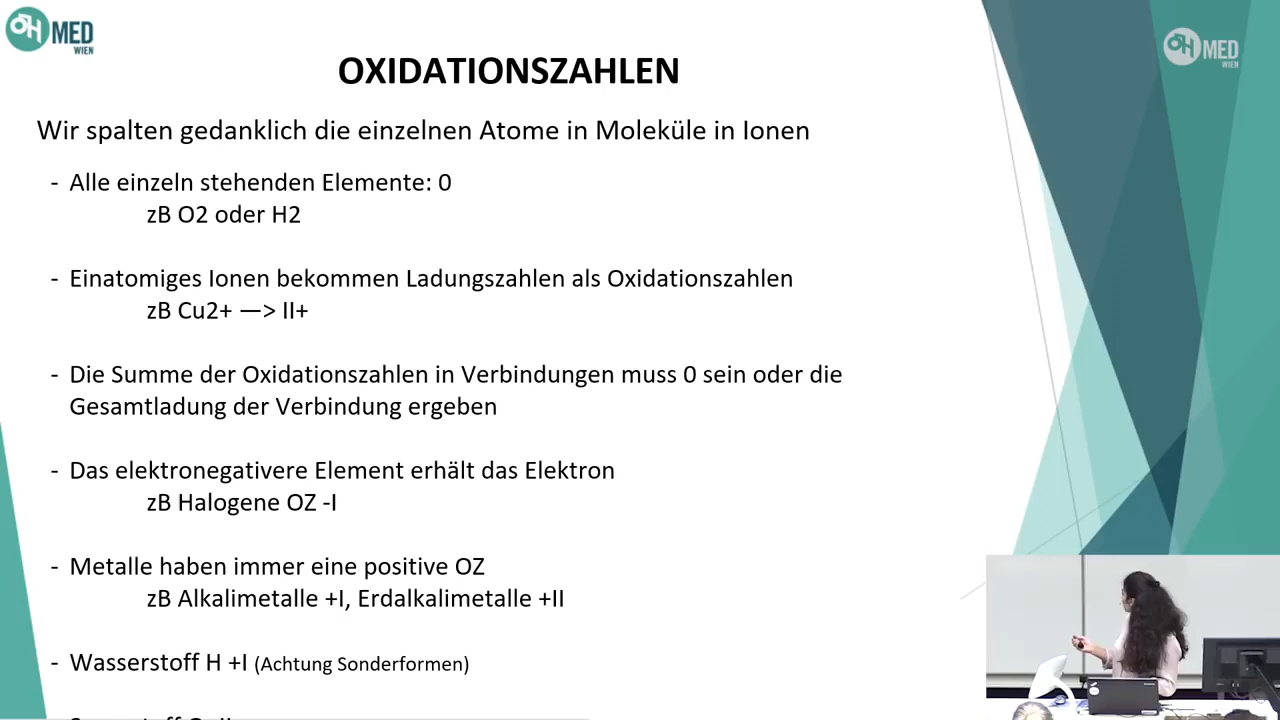 ÖH MED
WIEN
ÖH MED
WIEN
OXIDATIONSZAHLEN
Wir spalten gedanklich die einzelnen Atome in Moleküle in Ionen
- Alle einzeln stehenden Elemente: 0
zB O2 oder H2
- Einatomiges Ionen bekommen Ladungszahlen als Oxidationszahlen
zB Cu2+ —> II+
- Die Summe der Oxidationszahlen in Verbindungen muss 0 sein oder die
Gesamtladung der Verbindung ergeben
- Das elektronegativere Element erhält das Elektron
zB Halogene OZ -I
- Metalle haben immer eine positive OZ
zB Alkalimetalle +I, Erdalkalimetalle +II
- Wasserstoff H +I (Achtung Sonderformen)